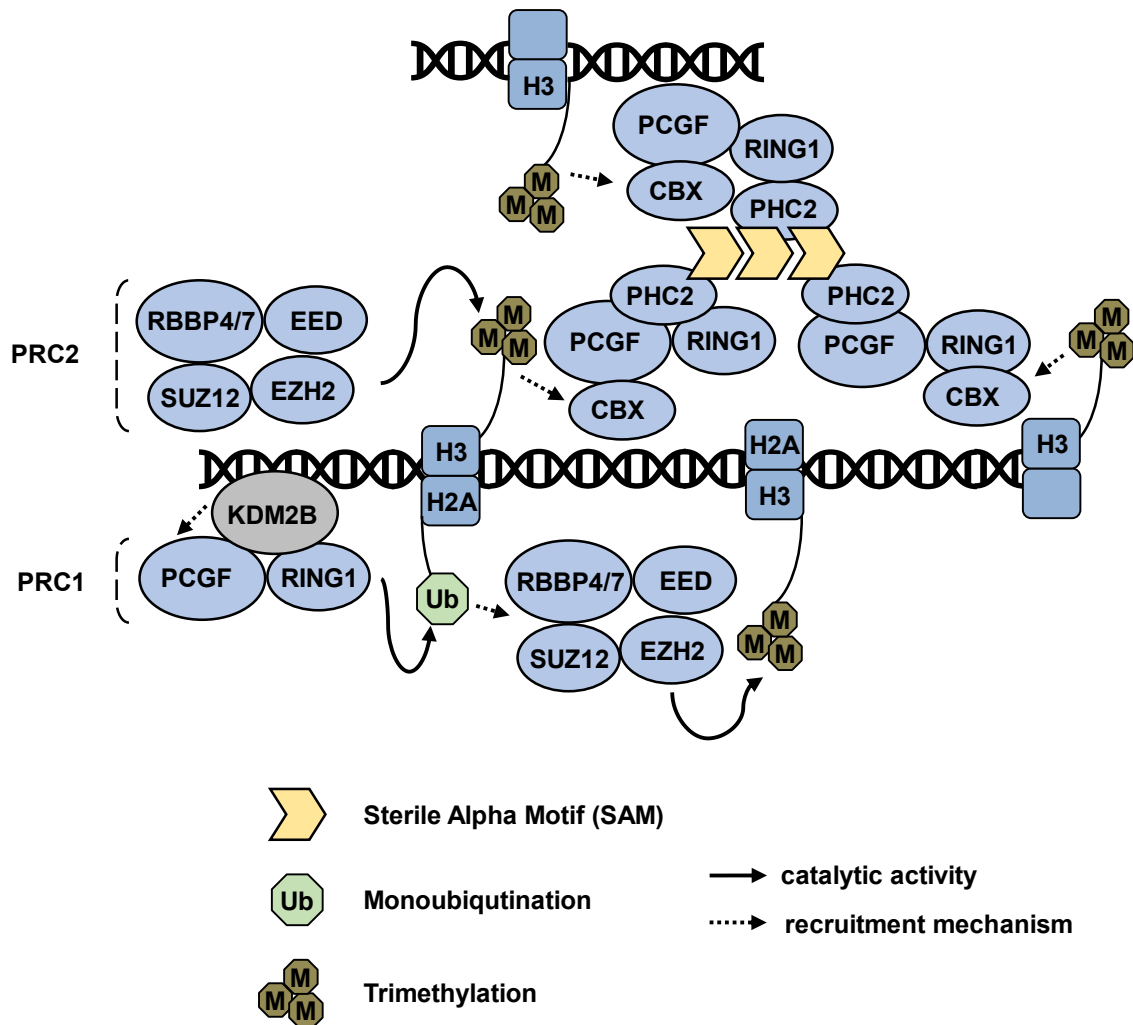 H3
PCGF
RING1
CBX
M
M
M
PHC2
PRC2
RBBP4/7
EED
SUZ12
EZH2
M
M
M
PHC2
PCGF
RING1
CBX
PHC2
PCGF
RING1
CBX
M
M
M
H3
H2A
H2A
H3
H3
PRC1
KDM2B
PCGF
RING1
Ub
RBBP4/7
EED
SUZ12
EZH2
M
M
M
Sterile Alpha Motif (SAM)
Ub
Monoubiqutination
catalytic activity
recruitment mechanism
M
M
M
Trimethylation